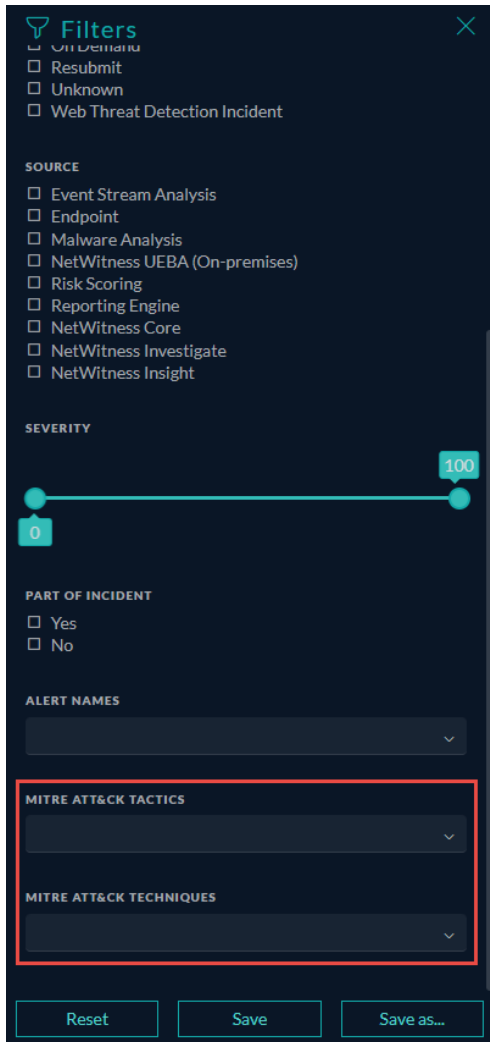 Filters
On Demand
Resubmit
Unknown
Web Threat Detection Incident
SOURCE
Event Stream Analysis
Endpoint
Malware Analysis
NetWitness UEBA (On-premises)
Risk Scoring
Reporting Engine
NetWitness Core
NetWitness Investigate
NetWitness Insight
SEVERITY
100
0
PART OF INCIDENT
Yes
No
ALERT NAMES
MITRE ATT&CK TACTICS
MITRE ATT&CK TECHNIQUES
Reset Save Save as...